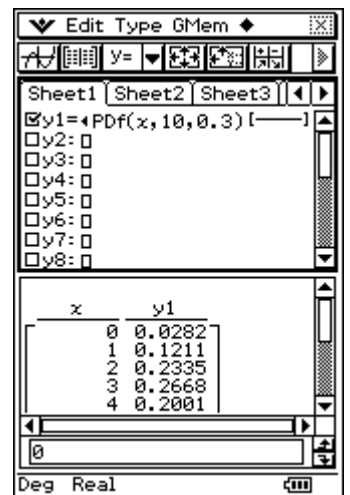 Edit Type GMem ◆
y=
Sheet1 Sheet2 Sheet3
y1=◂PDf(x,10,0.3) [—]
y2:▯
y3:▯
y4:▯
y5:▯
y6:▯
y7:▯
y8:▯
x y1
0 0.0282
1 0.1211
2 0.2335
3 0.2668
4 0.2001
0
Deg Real